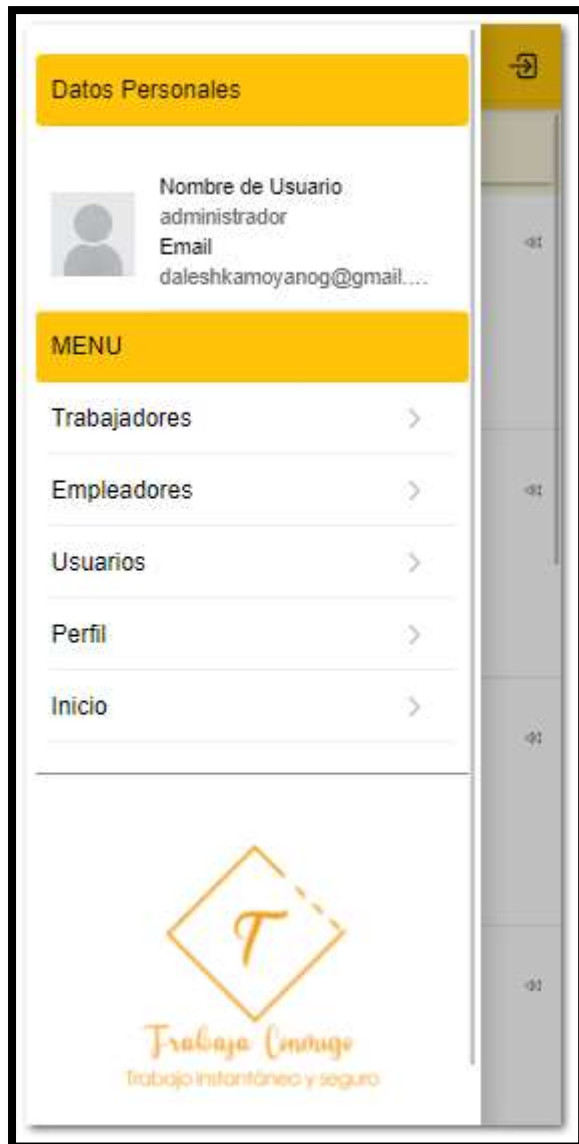 Datos Personales
Nombre de Usuario
administrador
Email
daleshkamoyanog@gmail....
MENU
Trabajadores
Empleadores
Usuarios
Perfil
Inicio
T
Trabaja Conmigo
Trabajo instantáneo y seguro